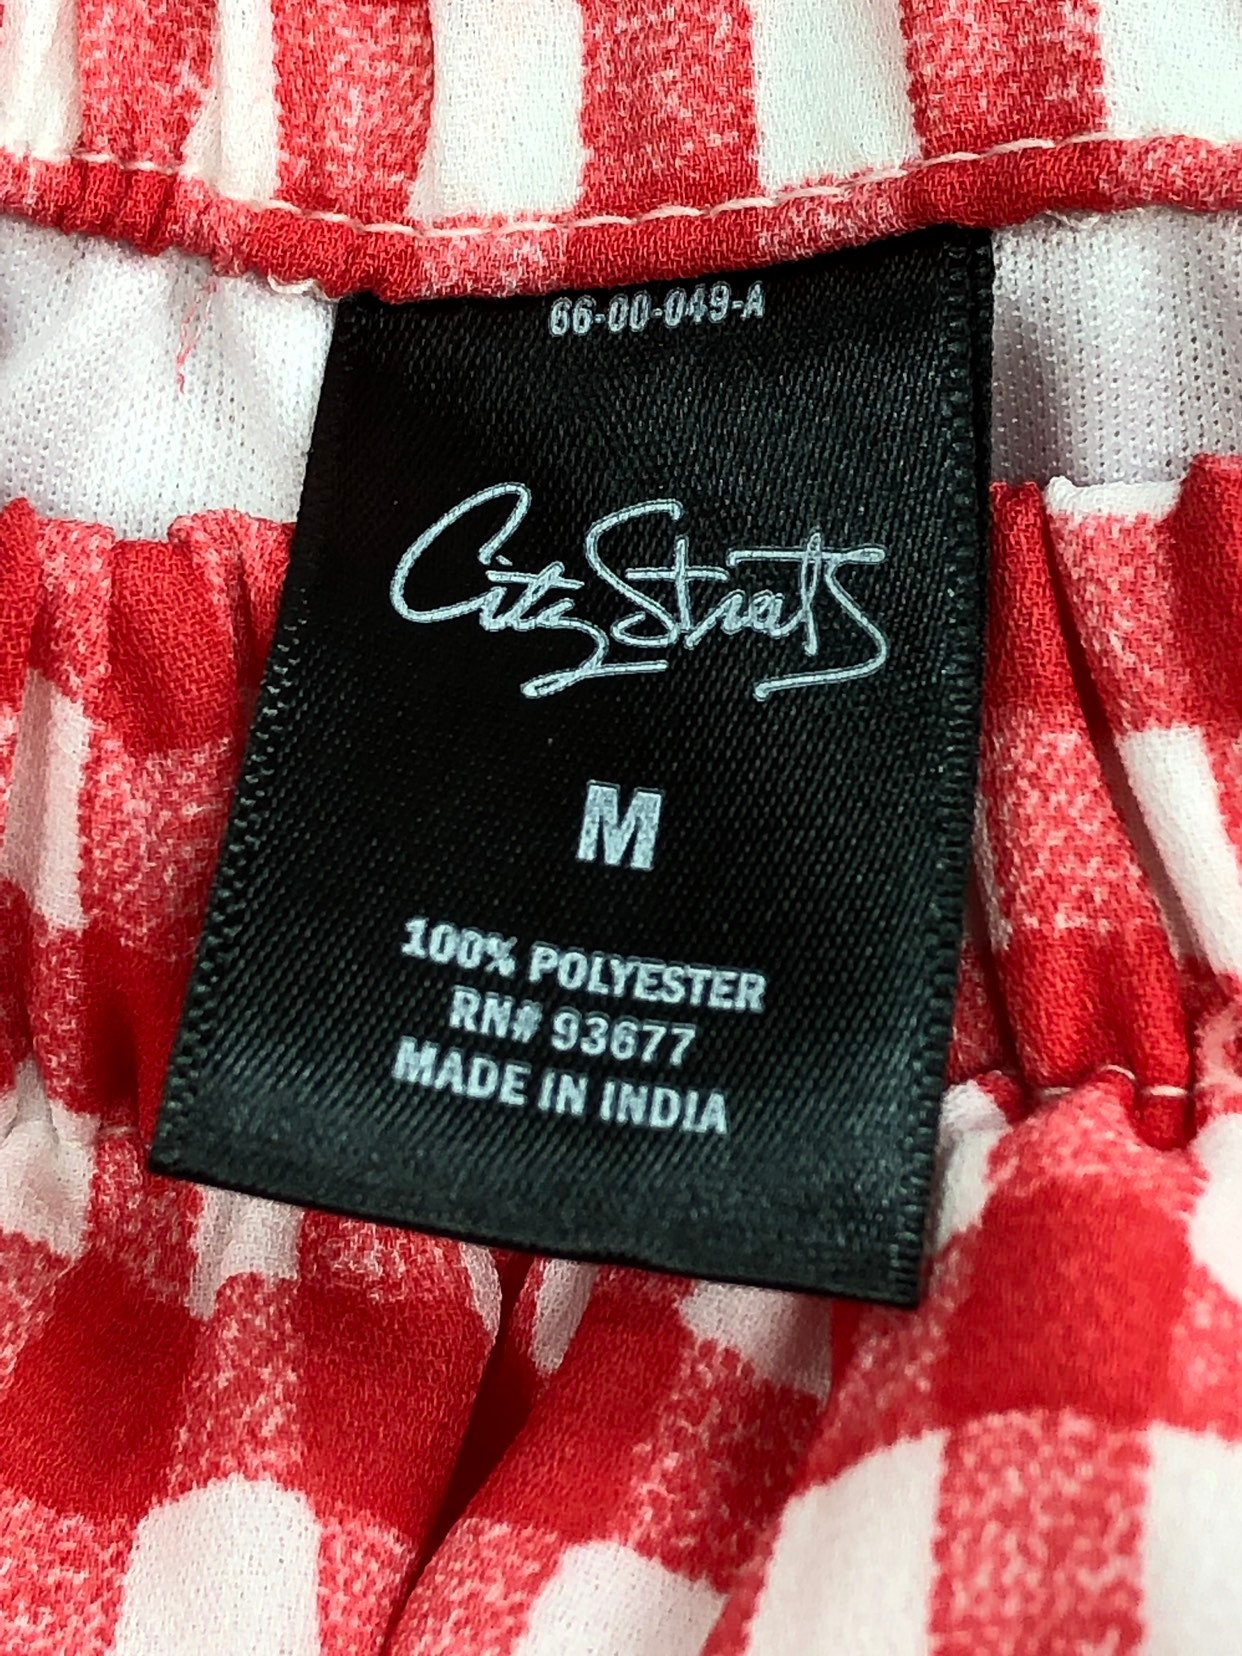 66-00-049-A
City Streets
M
100% POLYESTER
RN# 93677
MADE IN INDIA